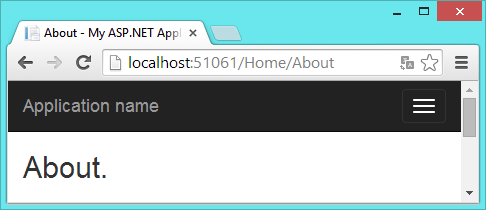 About - My ASP.NET Appl
localhost:51061/Home/About
Application name
About.